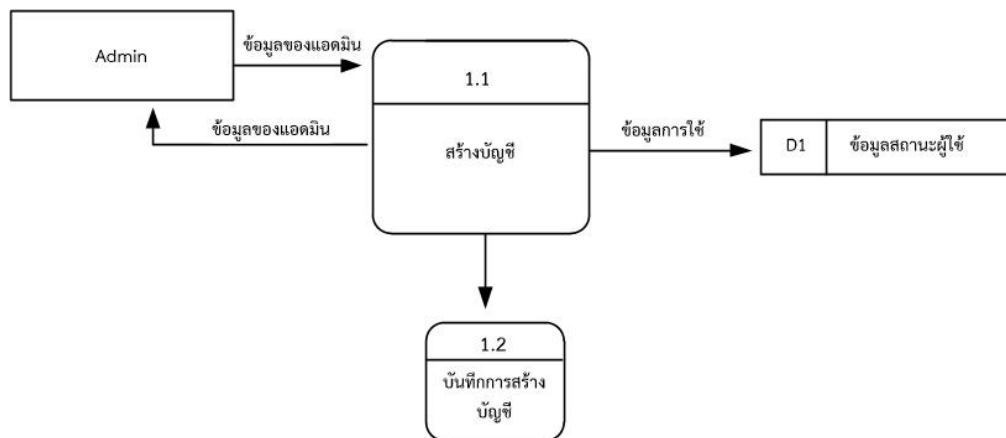 Admin
ข้อมูลของแอดมิน
ข้อมูลของแอดมิน
1.1
สร้างบัญชี
ข้อมูลการใช้
D1
ข้อมูลสถานะผู้ใช้
1.2
บันทึกการสร้าง
บัญชี